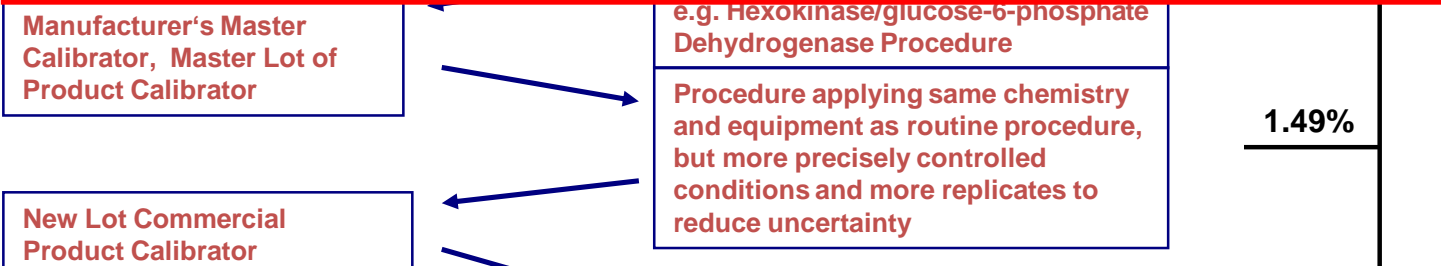 Manufacturer‘s Master
Calibrator, Master Lot of
Product Calibrator
e.g. Hexokinase/glucose-6-phosphate
Dehydrogenase Procedure
Procedure applying same chemistry
and equipment as routine procedure,
but more precisely controlled
conditions and more replicates to
reduce uncertainty
1.49%
New Lot Commercial
Product Calibrator